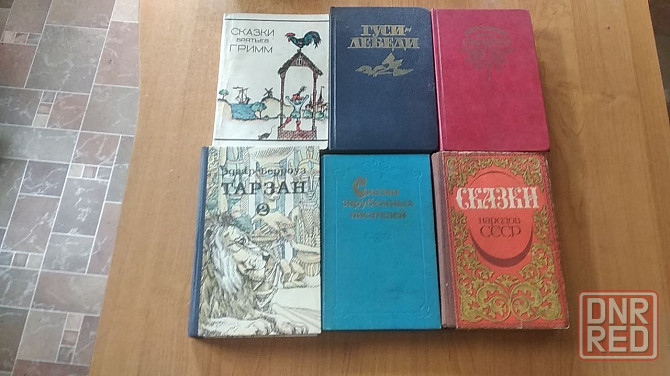 СКАЗКИ
БРАТЬЕВ
ГРИММ
ГУСИ-
ЛЕБЕДИ
Эдгар Берроуз
ТАРЗАН
2
Сказки
зарубежных
писателей
СКАЗКИ
НАРОДОВ
СССР
DNR
RED